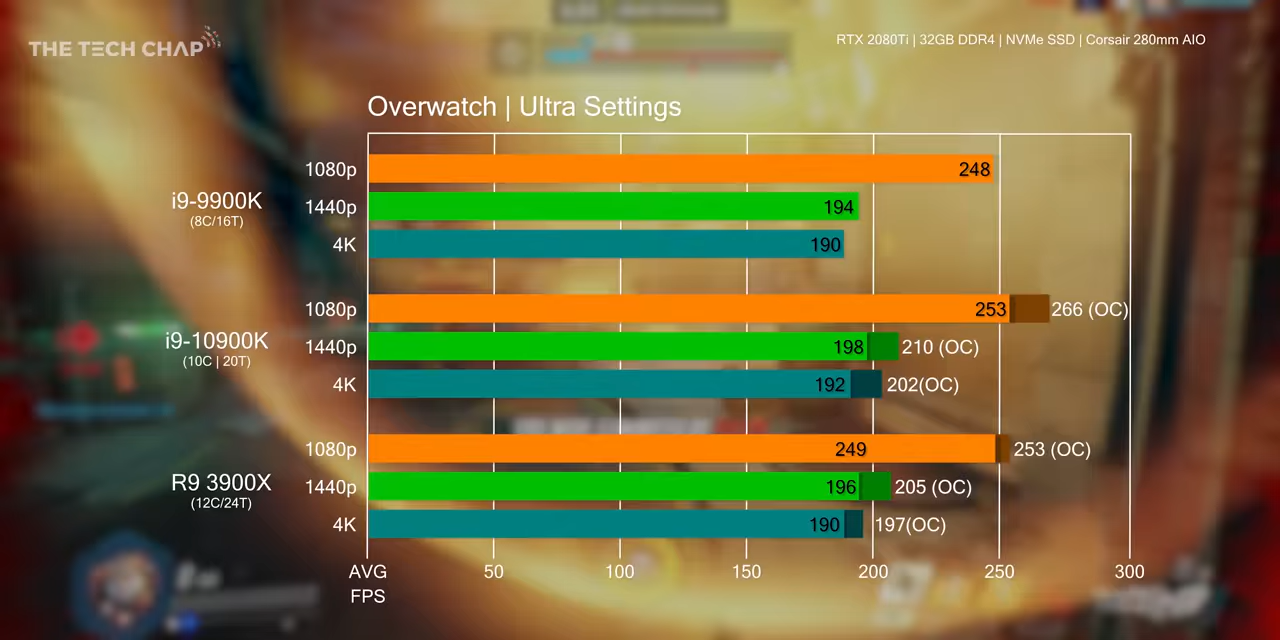 THE TECH CHAP
RTX 2080Ti | 32GB DDR4 | NVMe SSD | Corsair 280mm AIO
Overwatch | Ultra Settings
i9-9900K
(8C/16T)
1080p 248
1440p 194
4K 190
i9-10900K
(10C | 20T)
1080p 253 266 (OC)
1440p 198 210 (OC)
4K 192 202(OC)
R9 3900X
(12C/24T)
1080p 249 253 (OC)
1440p 196 205 (OC)
4K 190 197(OC)
AVG 50 100 150 200 250 300
FPS